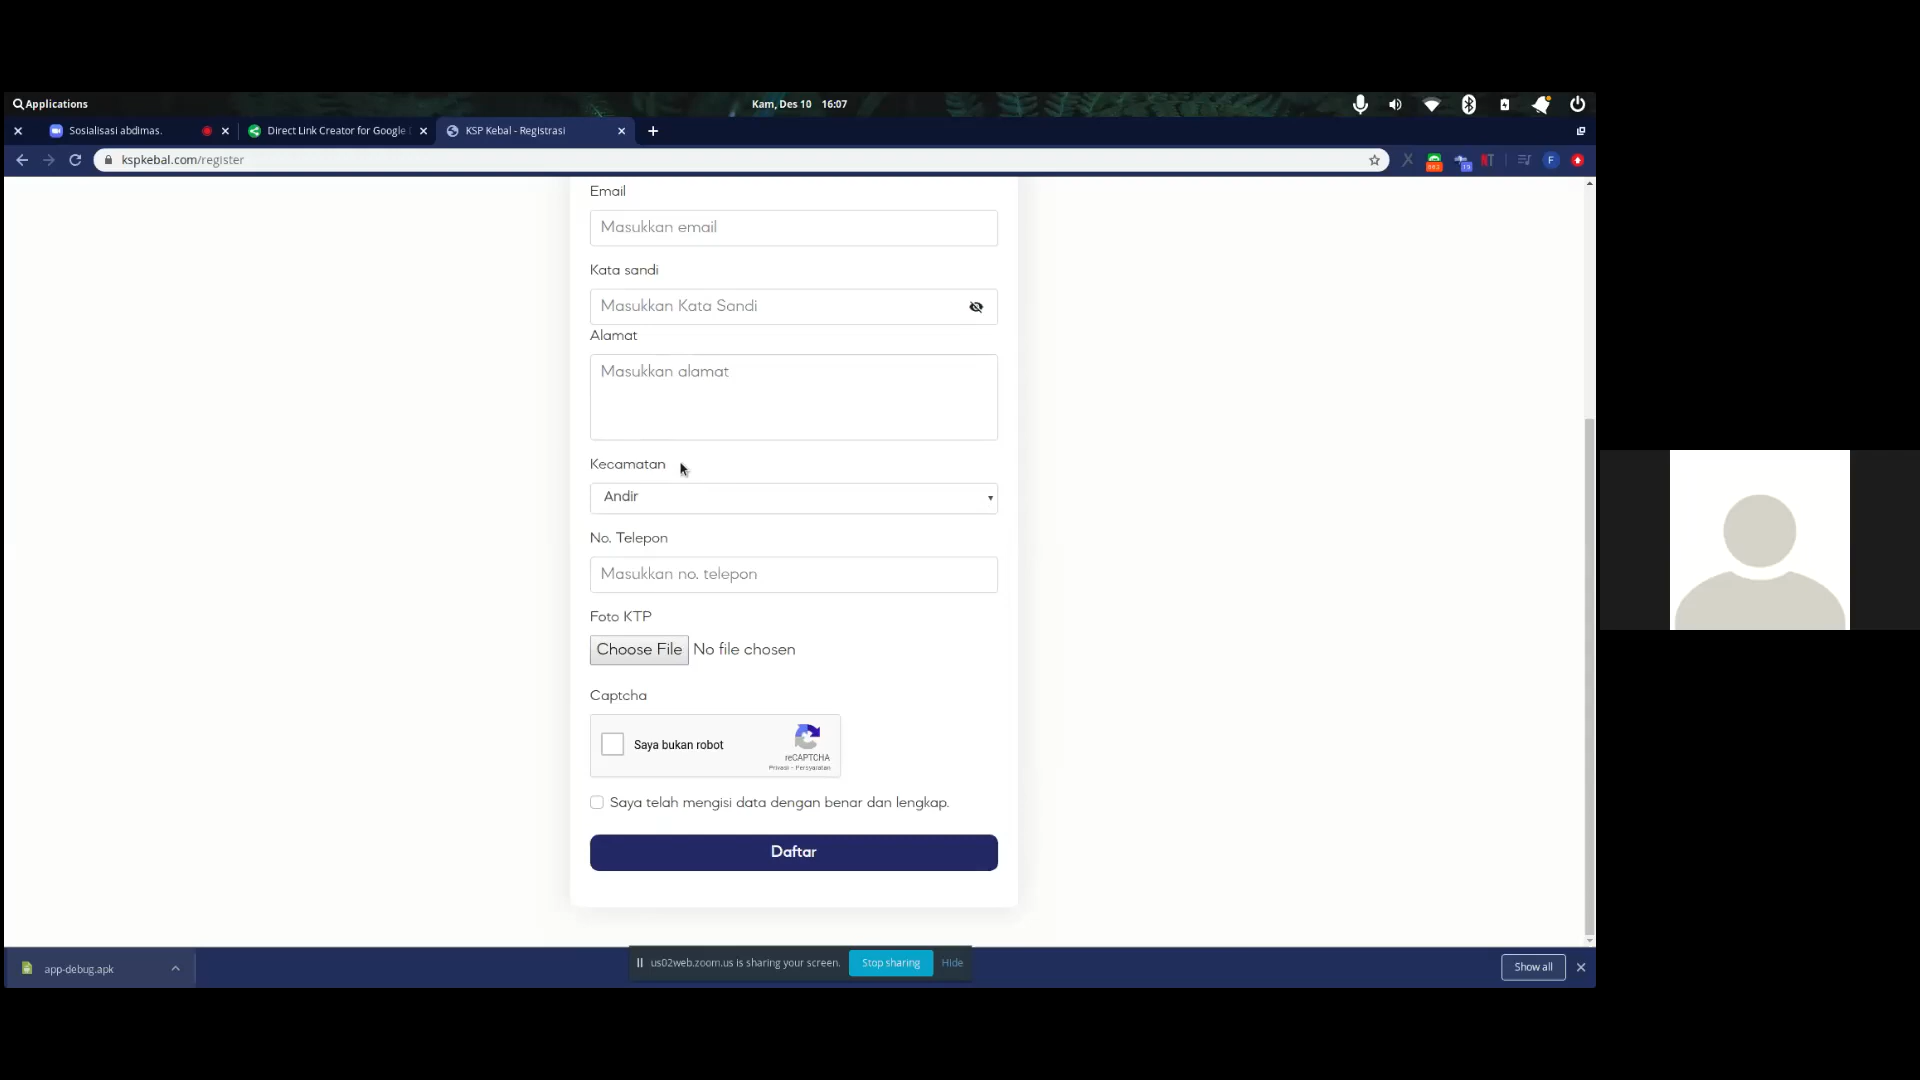 Applications
Kam, Des 10 16:07
Sosialisasi abdimas.
Direct Link Creator for Google
KSP Kebal - Registrasi
kspkebal.com/register
F
Email
Masukkan email
Kata sandi
Masukkan Kata Sandi
Alamat
Masukkan alamat
Kecamatan
Andir
No. Telepon
Masukkan no. telepon
Foto KTP
Choose File No file chosen
Captcha
Saya bukan robot
reCAPTCHA
Privasi - Persyaratan
Saya telah mengisi data dengan benar dan lengkap.
Daftar
app-debug.apk
us02web.zoom.us is sharing your screen.
Stop sharing
Hide
Show all